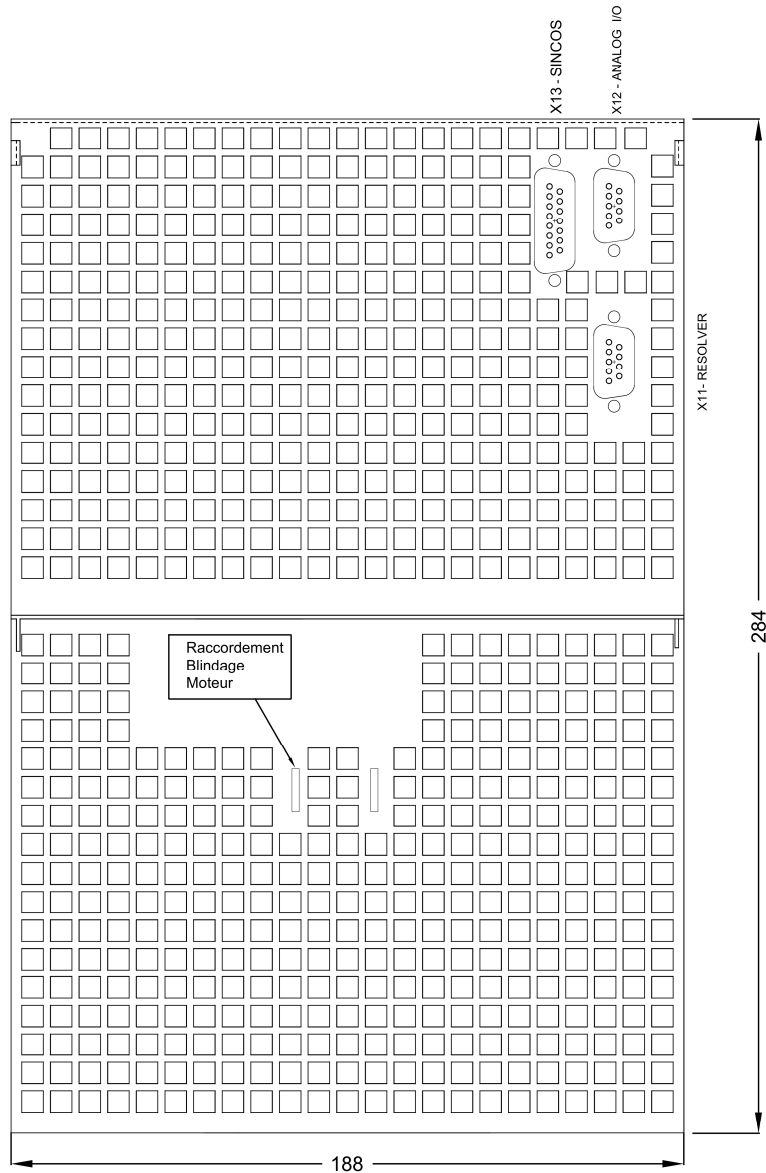 X13 - SINCOS
X12 - ANALOG I/O
X11- RESOLVER
Raccordement
Blindage
Moteur
284
188